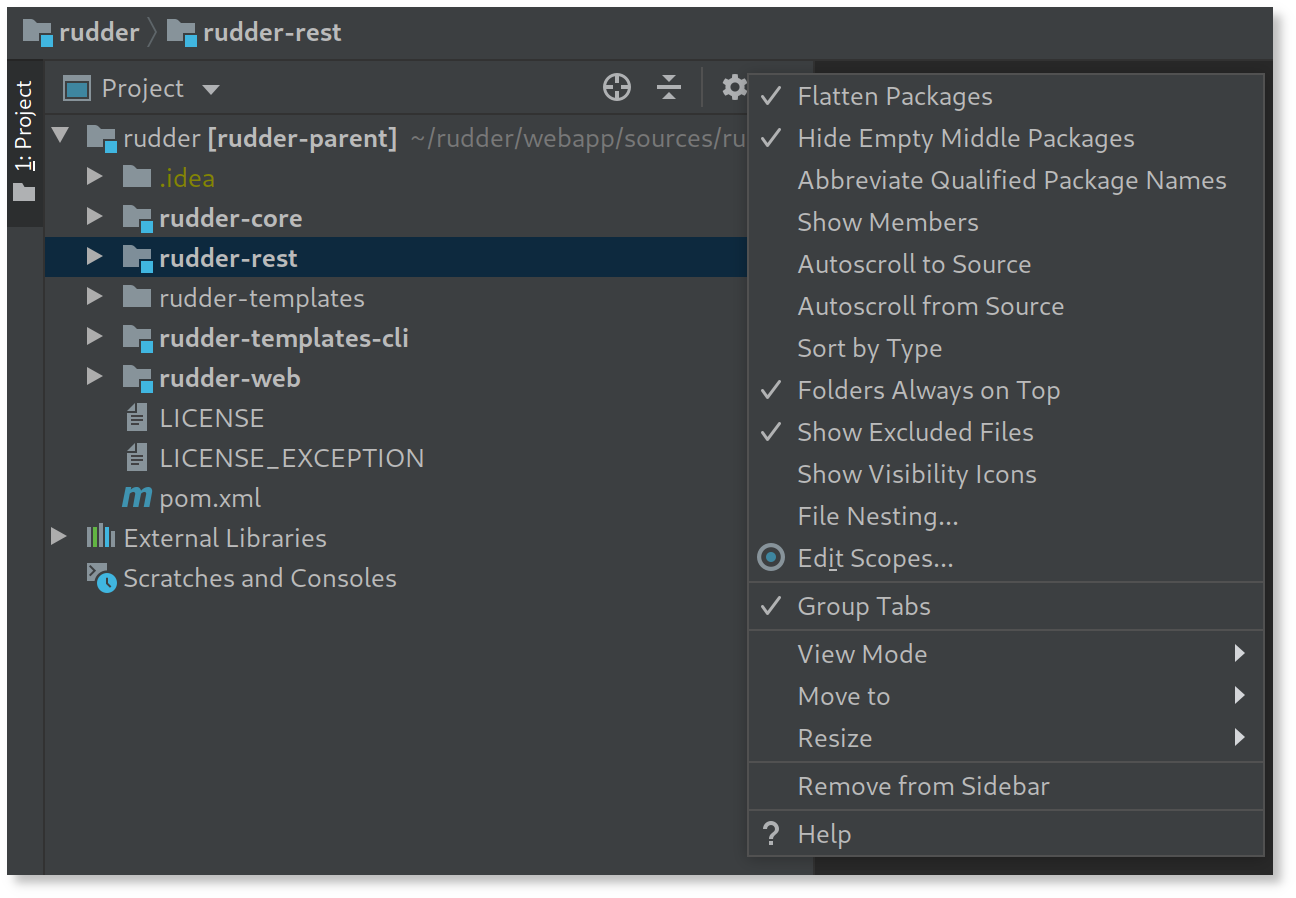 rudder rudder-rest
1: Project
Project
rudder [rudder-parent] ~/rudder/webapp/sources/ru
.idea
rudder-core
rudder-rest
rudder-templates
rudder-templates-cli
rudder-web
LICENSE
LICENSE_EXCEPTION
m pom.xml
External Libraries
Scratches and Consoles
Flatten Packages
Hide Empty Middle Packages
Abbreviate Qualified Package Names
Show Members
Autoscroll to Source
Autoscroll from Source
Sort by Type
Folders Always on Top
Show Excluded Files
Show Visibility Icons
File Nesting...
Edit Scopes...
Group Tabs
View Mode
Move to
Resize
Remove from Sidebar
? Help